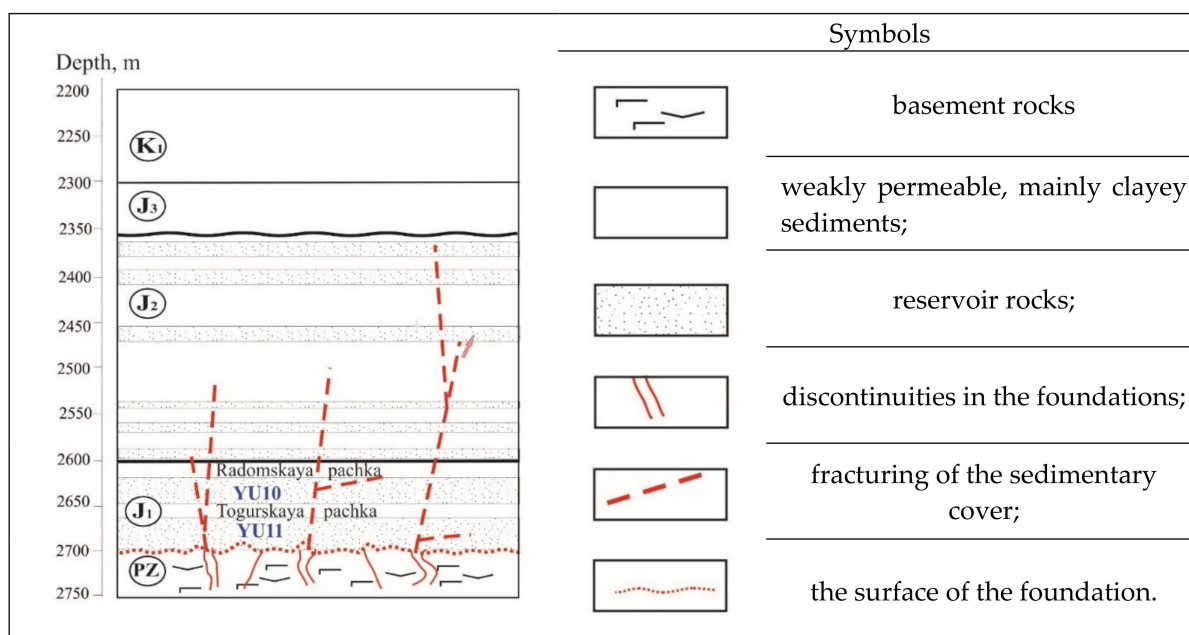 Symbols
Depth, m
2200
2250
2300
2350
2400
2450
2500
2550
2600
2650
2700
2750
K1
J3
J2
Radomskaya pachka
YU10
Togurskaya pachka
J1
YU11
PZ
basement rocks
weakly permeable, mainly clayey
sediments;
reservoir rocks;
discontinuities in the foundations;
fracturing of the sedimentary
cover;
the surface of the foundation.